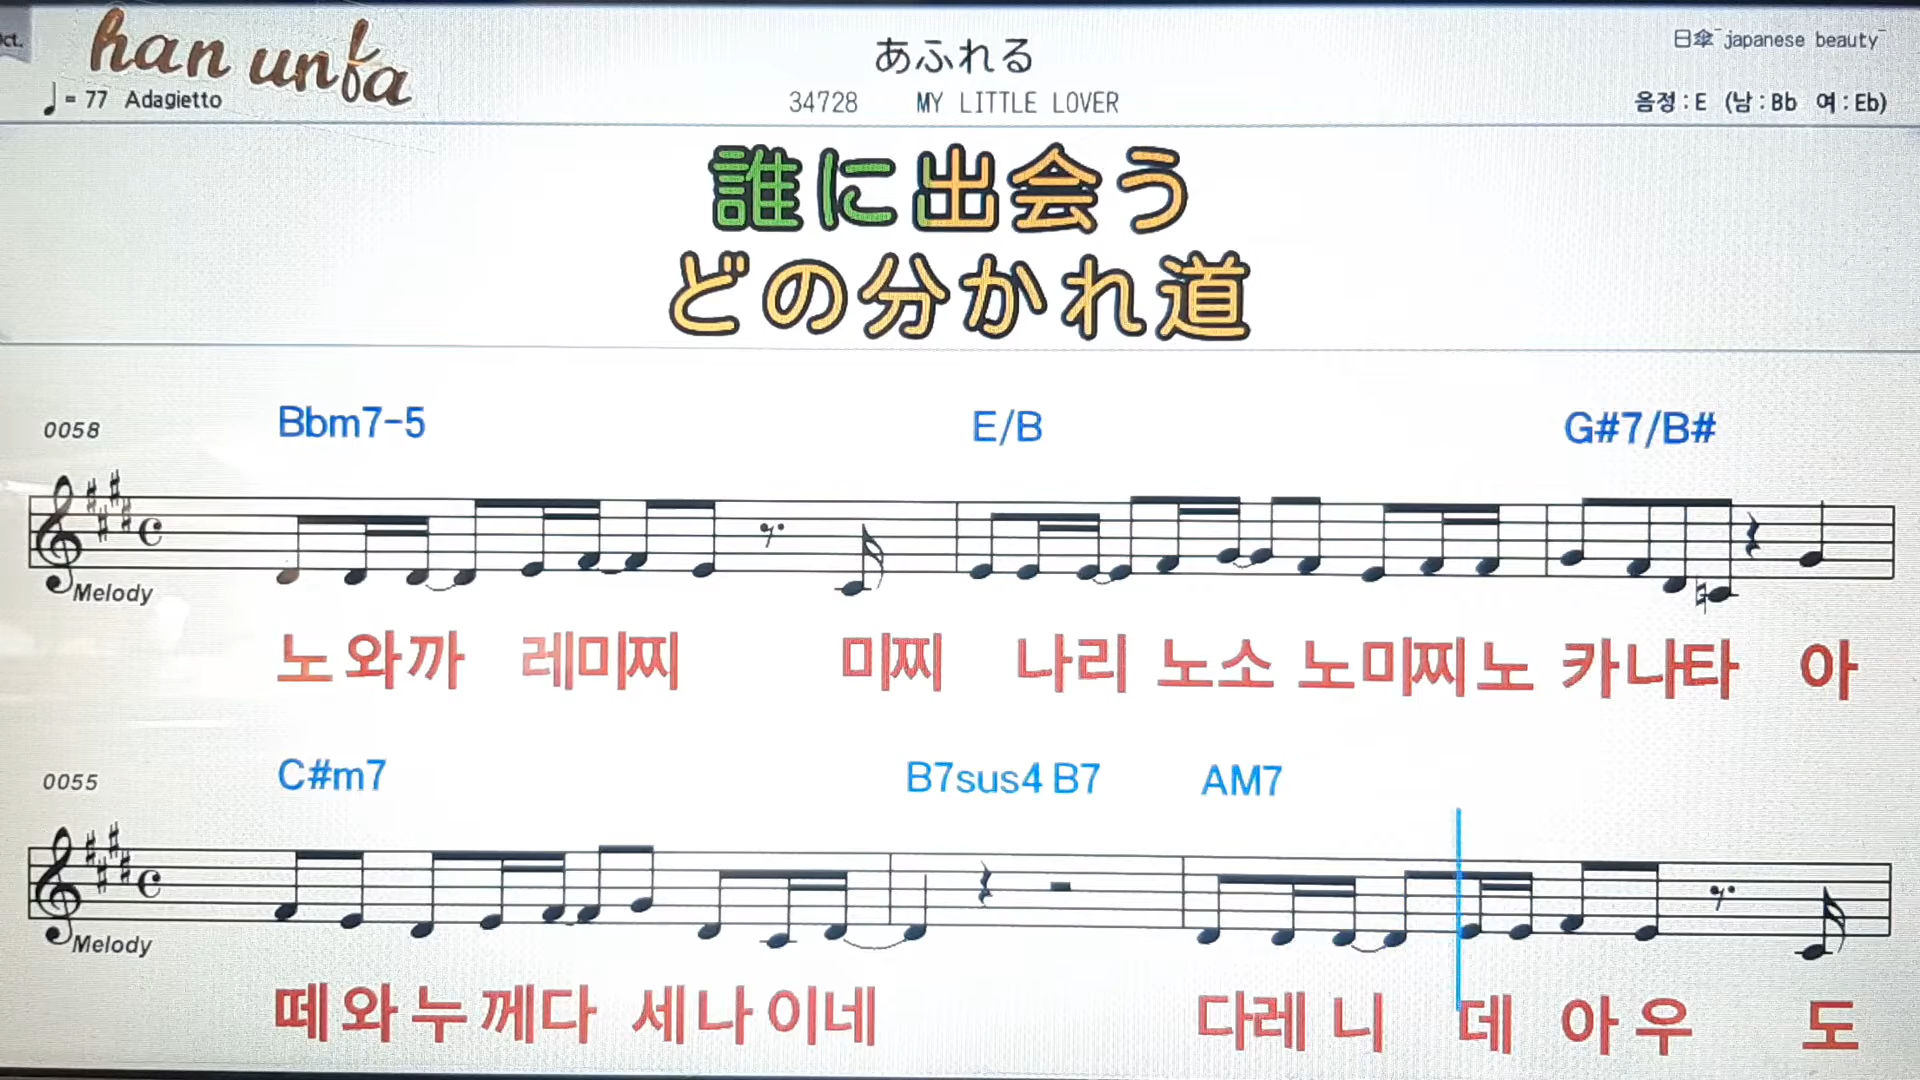 ct.
han unfa
= 77 Adagietto
あふれる
34728 MY LITTLE LOVER
日傘~japanese beauty~
음정:E (남:Bb 여:Eb)
誰に出会う
どの分かれ道
0058 Bbm7-5 E/B G#7/B#
Melody
노와까 레미찌 미찌 나리 노소 노미찌노 카나타 아
0055 C#m7 B7sus4 B7 AM7
Melody
떼와누께다 세나이네 다레니 데 아우 도